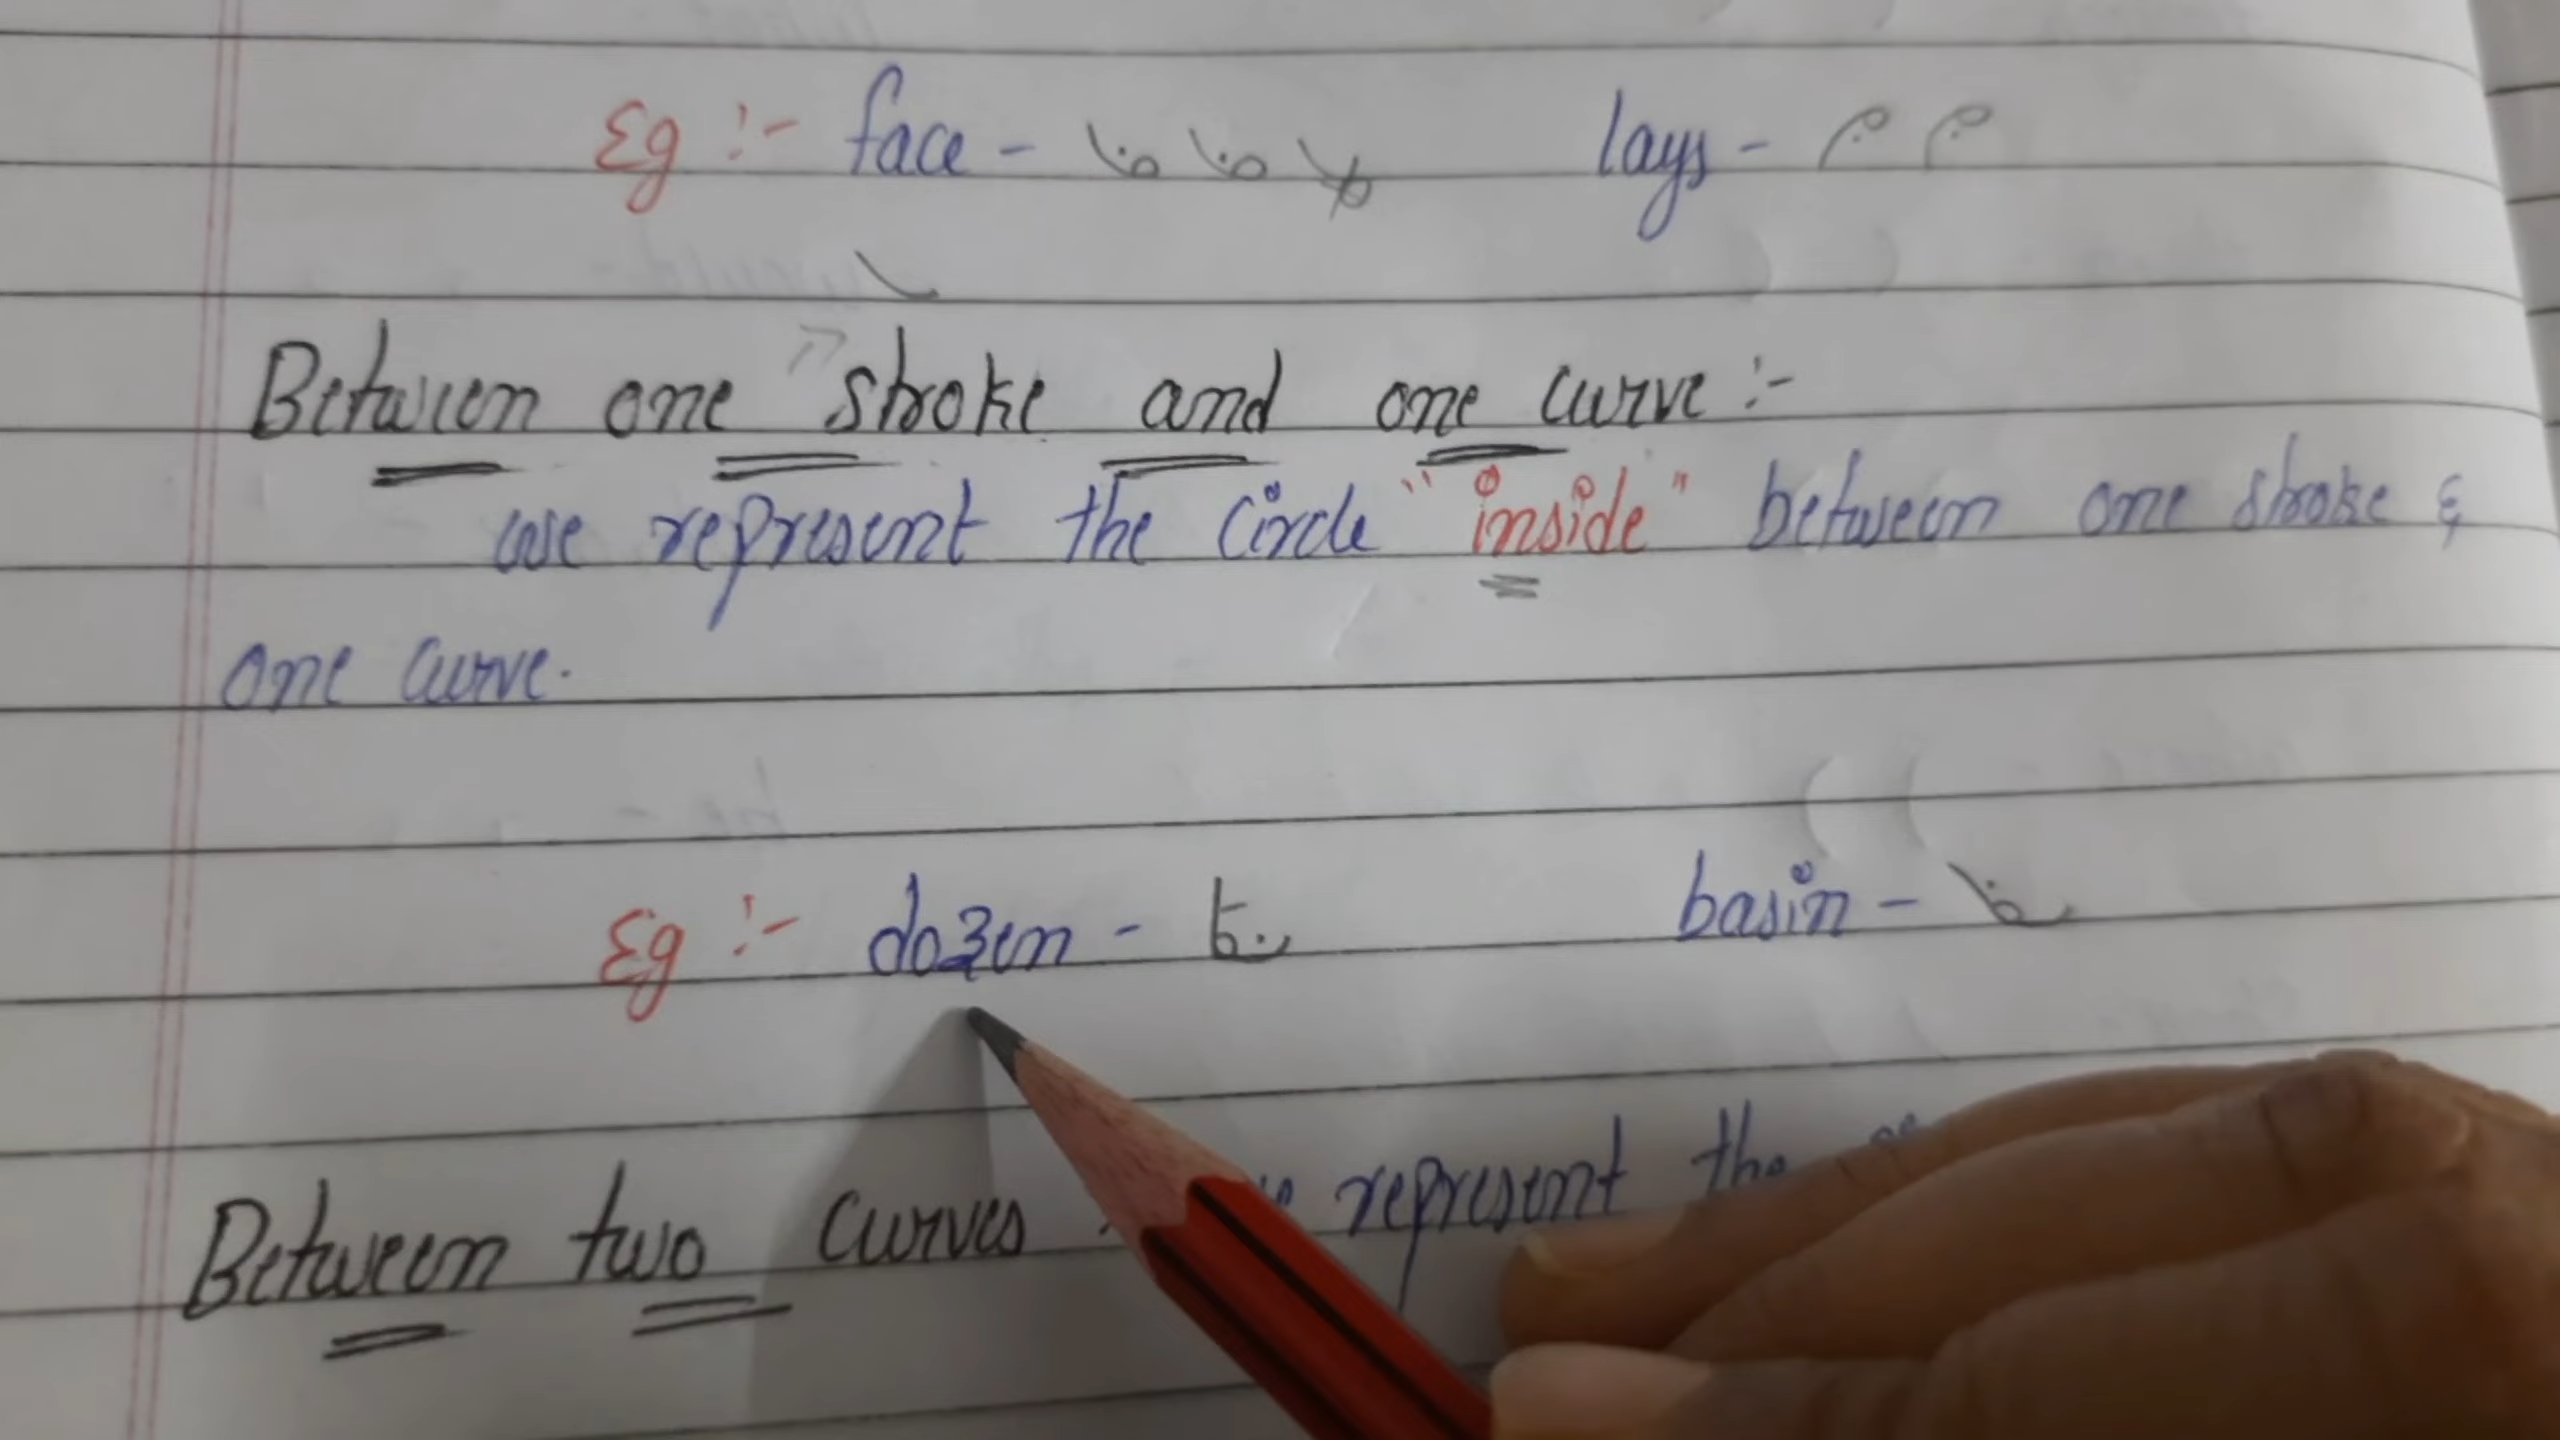 Eg :- face - lays -
Between one stroke and one curve :-
we represent the circle "inside" between one stroke &
one curve.
Eg :- dozen - basin -
Between two curves represent the